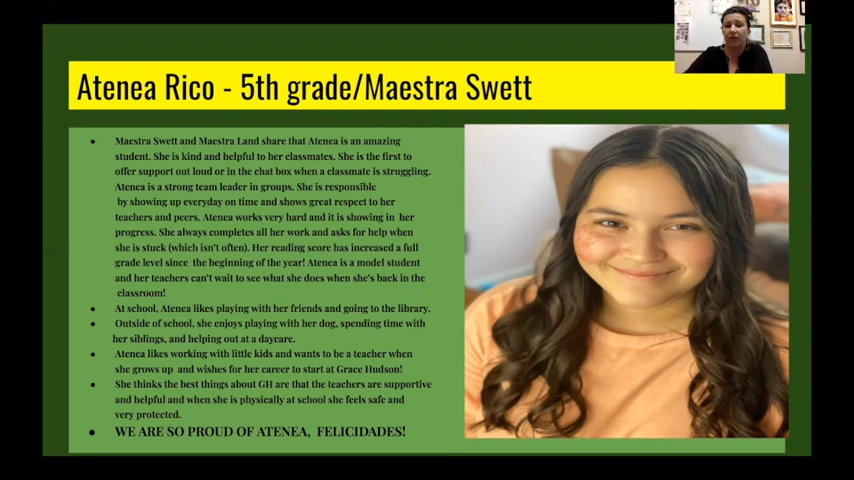 Atenea Rico - 5th grade/Maestra Swett
Maestra Swett and Maestra Land share that Atenea is an amazing
student. She is kind and helpful to her classmates. She is the first to
offer support out loud or in the chat box when a classmate is struggling.
Atenea is a strong team leader in groups. She is responsible
by showing up everyday on time and shows great respect to her
teachers and peers. Atenea works very hard and it is showing in her
progress. She always completes all her work and asks for help when
she is stuck (which isn't often). Her reading score has increased a full
grade level since the beginning of the year! Atenea is a model student
and her teachers can't wait to see what she does when she's back in the
classroom!
At school, Atenea likes playing with her friends and going to the library.
Outside of school, she enjoys playing with her dog, spending time with
her siblings, and helping out at a daycare.
Atenea likes working with little kids and wants to be a teacher when
she grows up and wishes for her career to start at Grace Hudson!
She thinks the best things about GH are that the teachers are supportive
and helpful and when she is physically at school she feels safe and
very protected.
WE ARE SO PROUD OF ATENEA, FELICIDADES!